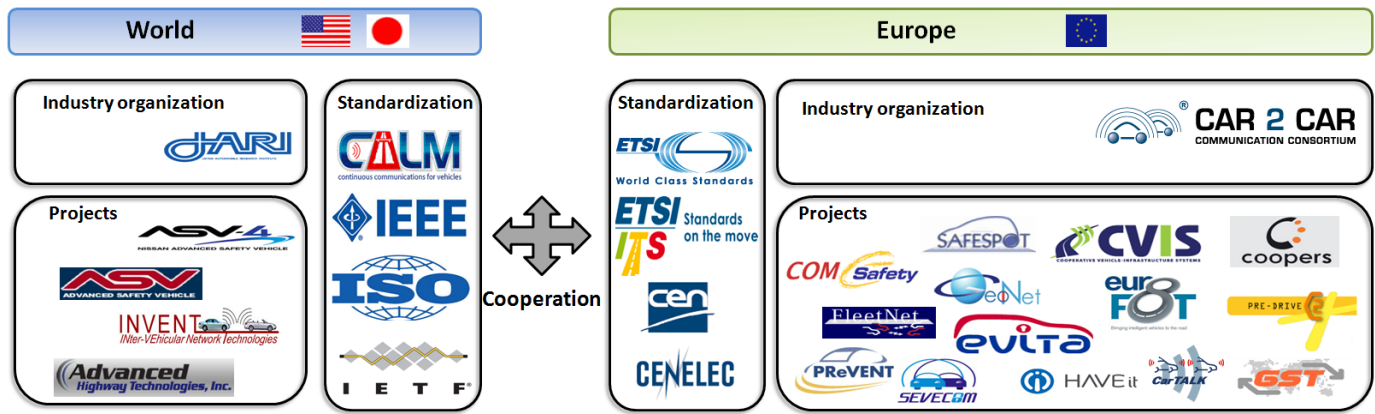 World
Europe
Industry organization
JARI
Standardization
CALM
continuous communications for vehicles
IEEE
ISO
I E T F®
Projects
ASV-4
NISSAN ADVANCED SAFETY VEHICLE
ASV
ADVANCED SAFETY VEHICLE
INVENT
INter-VEhicular Network Technologies
Advanced
Highway Technologies, Inc.
Cooperation
Standardization
ETSI
World Class Standards
ETSI
Standards
on the move
ITS
cen
CENELEC
Industry organization
®
CAR 2 CAR
COMMUNICATION CONSORTIUM
Projects
SAFESPOT
CVIS
COOPERATIVE VEHICLE-INFRASTRUCTURE SYSTEMS
coopers
COM Safety
GeoNet
euro
FOT
Bringing intelligent vehicles to the road
PRE-DRIVE C2
FleetNet
evita
PReVENT
SEVECOM
HAVEit
CarTALK
GST